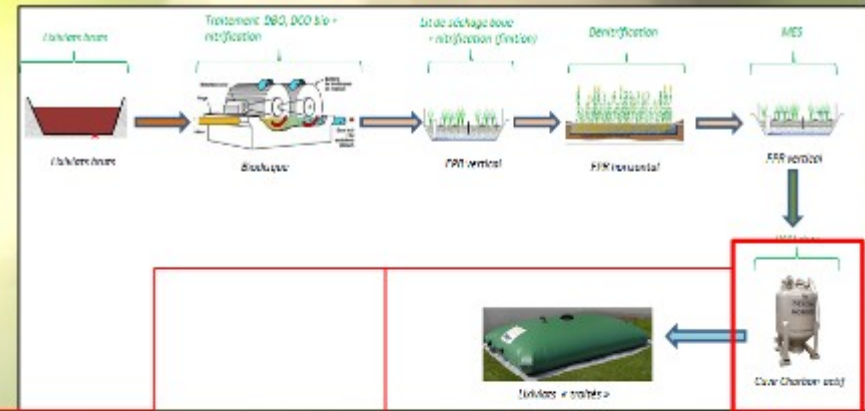 Lixiviats bruts
Traitement DBO, DCO bio +
nitrification
Lit de séchage boue
+ nitrification (finition)
Dénitrification
MES
Lixiviats bruts
Biodisque
FPR vertical
FPR horizontal
FPR vertical
Cuve Charbon actif
Lixiviats « traités »